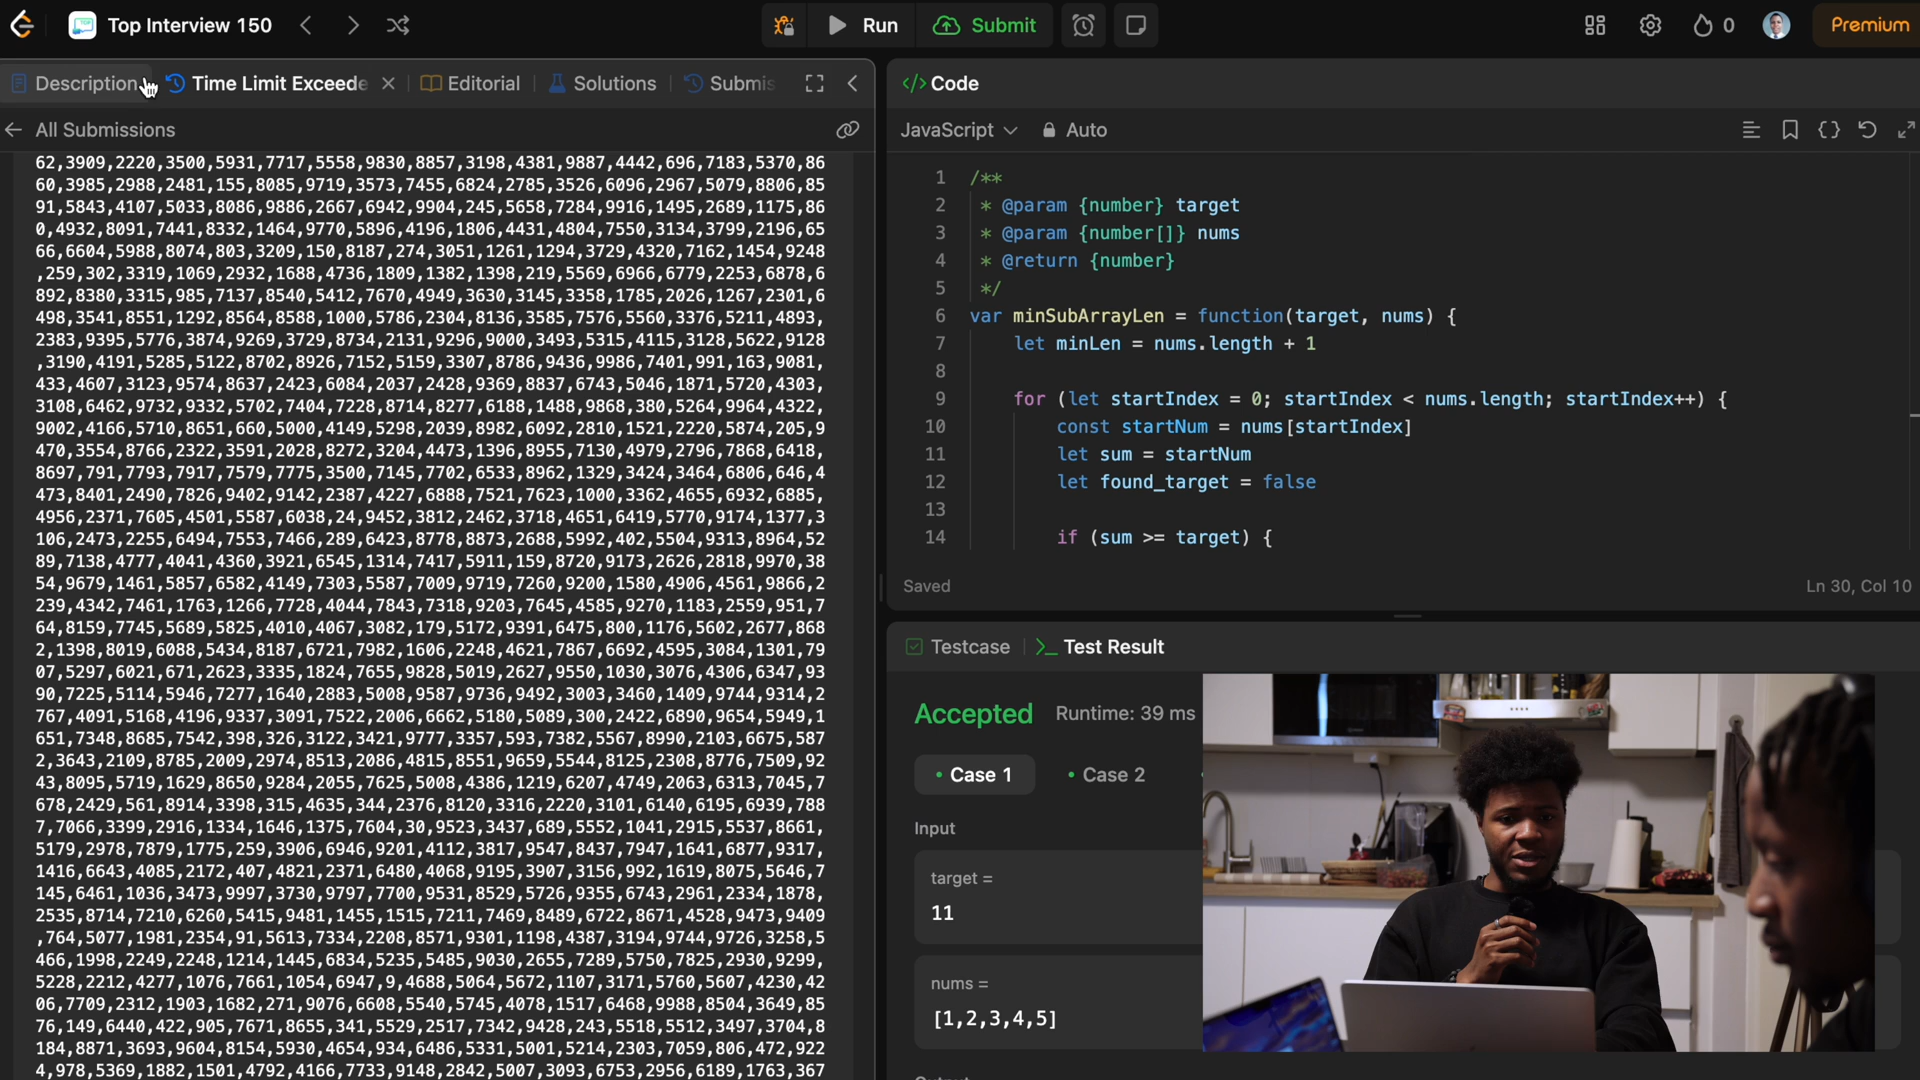 Top Interview 150
Run
Submit
0
Premium
Description
Time Limit Exceede
Editorial
Solutions
Submis
Code
All Submissions
JavaScript
Auto
62,3909,2220,3500,5931,7717,5558,9830,8857,3198,4381,9887,4442,696,7183,5370,86
60,3985,2988,2481,155,8085,9719,3573,7455,6824,2785,3526,6096,2967,5079,8806,85
91,5843,4107,5033,8086,9886,2667,6942,9904,245,5658,7284,9916,1495,2689,1175,86
0,4932,8091,7441,8332,1464,9770,5896,4196,1806,4431,4804,7550,3134,3799,2196,65
66,6604,5988,8074,803,3209,150,8187,274,3051,1261,1294,3729,4320,7162,1454,9248
,259,302,3319,1069,2932,1688,4736,1809,1382,1398,219,5569,6966,6779,2253,6878,6
892,8380,3315,985,7137,8540,5412,7670,4949,3630,3145,3358,1785,2026,1267,2301,6
498,3541,8551,1292,8564,8588,1000,5786,2304,8136,3585,7576,5560,3376,5211,4893,
2383,9395,5776,3874,9269,3729,8734,2131,9296,9000,3493,5315,4115,3128,5622,9128
,3190,4191,5285,5122,8702,8926,7152,5159,3307,8786,9436,9986,7401,991,163,9081,
433,4607,3123,9574,8637,2423,6084,2037,2428,9369,8837,6743,5046,1871,5720,4303,
3108,6462,9732,9332,5702,7404,7228,8714,8277,6188,1488,9868,380,5264,9964,4322,
9002,4166,5710,8651,660,5000,4149,5298,2039,8982,6092,2810,1521,2220,5874,205,9
470,3554,8766,2322,3591,2028,8272,3204,4473,1396,8955,7130,4979,2796,7868,6418,
8697,791,7793,7917,7579,7775,3500,7145,7702,6533,8962,1329,3424,3464,6806,646,4
473,8401,2490,7826,9402,9142,2387,4227,6888,7521,7623,1000,3362,4655,6932,6885,
4956,2371,7605,4501,5587,6038,24,9452,3812,2462,3718,4651,6419,5770,9174,1377,3
106,2473,2255,6494,7553,7466,289,6423,8778,8873,2688,5992,402,5504,9313,8964,52
89,7138,4777,4041,4360,3921,6545,1314,7417,5911,159,8720,9173,2626,2818,9970,38
54,9679,1461,5857,6582,4149,7303,5587,7009,9719,7260,9200,1580,4906,4561,9866,2
239,4342,7461,1763,1266,7728,4044,7843,7318,9203,7645,4585,9270,1183,2559,951,7
64,8159,7745,5689,5825,4010,4067,3082,179,5172,9391,6475,800,1176,5602,2677,868
2,1398,8019,6088,5434,8187,6721,7982,1606,2248,4621,7867,6692,4595,3084,1301,79
07,5297,6021,671,2623,3335,1824,7655,9828,5019,2627,9550,1030,3076,4306,6347,93
90,7225,5114,5946,7277,1640,2883,5008,9587,9736,9492,3003,3460,1409,9744,9314,2
767,4091,5168,4196,9337,3091,7522,2006,6662,5180,5089,300,2422,6890,9654,5949,1
651,7348,8685,7542,398,326,3122,3421,9777,3357,593,7382,5567,8990,2103,6675,587
2,3643,2109,8785,2009,2974,8513,2086,4815,8551,9659,5544,8125,2308,8776,7509,92
43,8095,5719,1629,8650,9284,2055,7625,5008,4386,1219,6207,4749,2063,6313,7045,7
678,2429,561,8914,3398,315,4635,344,2376,8120,3316,2220,3101,6140,6195,6939,788
7,7066,3399,2916,1334,1646,1375,7604,30,9523,3437,689,5552,1041,2915,5537,8661,
5179,2978,7879,1775,259,3906,6946,9201,4112,3817,9547,8437,7947,1641,6877,9317,
1416,6643,4085,2172,407,4821,2371,6480,4068,9195,3907,3156,992,1619,8075,5646,7
145,6461,1036,3473,9997,3730,9797,7700,9531,8529,5726,9355,6743,2961,2334,1878,
2535,8714,7210,6260,5415,9481,1455,1515,7211,7469,8489,6722,8671,4528,9473,9409
,764,5077,1981,2354,91,5613,7334,2208,8571,9301,1198,4387,3194,9744,9726,3258,5
466,1998,2249,2248,1214,1445,6834,5235,5485,9030,2655,7289,5750,7825,2930,9299,
5228,2212,4277,1076,7661,1054,6947,9,4688,5064,5672,1107,3171,5760,5607,4230,42
06,7709,2312,1903,1682,271,9076,6608,5540,5745,4078,1517,6468,9988,8504,3649,85
76,149,6440,422,905,7671,8655,341,5529,2517,7342,9428,243,5518,5512,3497,3704,8
184,8871,3693,9604,8154,5930,4654,934,6486,5331,5001,5214,2303,7059,806,472,922
4,978,5369,1882,1501,4792,4166,7733,9148,2842,5007,3093,6753,2956,6189,1763,367
1 /**
2 * @param {number} target
3 * @param {number[]} nums
4 * @return {number}
5 */
6 var minSubArrayLen = function(target, nums) {
7 let minLen = nums.length + 1
8
9 for (let startIndex = 0; startIndex < nums.length; startIndex++) {
10 const startNum = nums[startIndex]
11 let sum = startNum
12 let found_target = false
13
14 if (sum >= target) {
Saved
Ln 30, Col 10
Testcase
Test Result
Accepted
Runtime: 39 ms
Case 1
Case 2
Input
target =
11
nums =
[1,2,3,4,5]